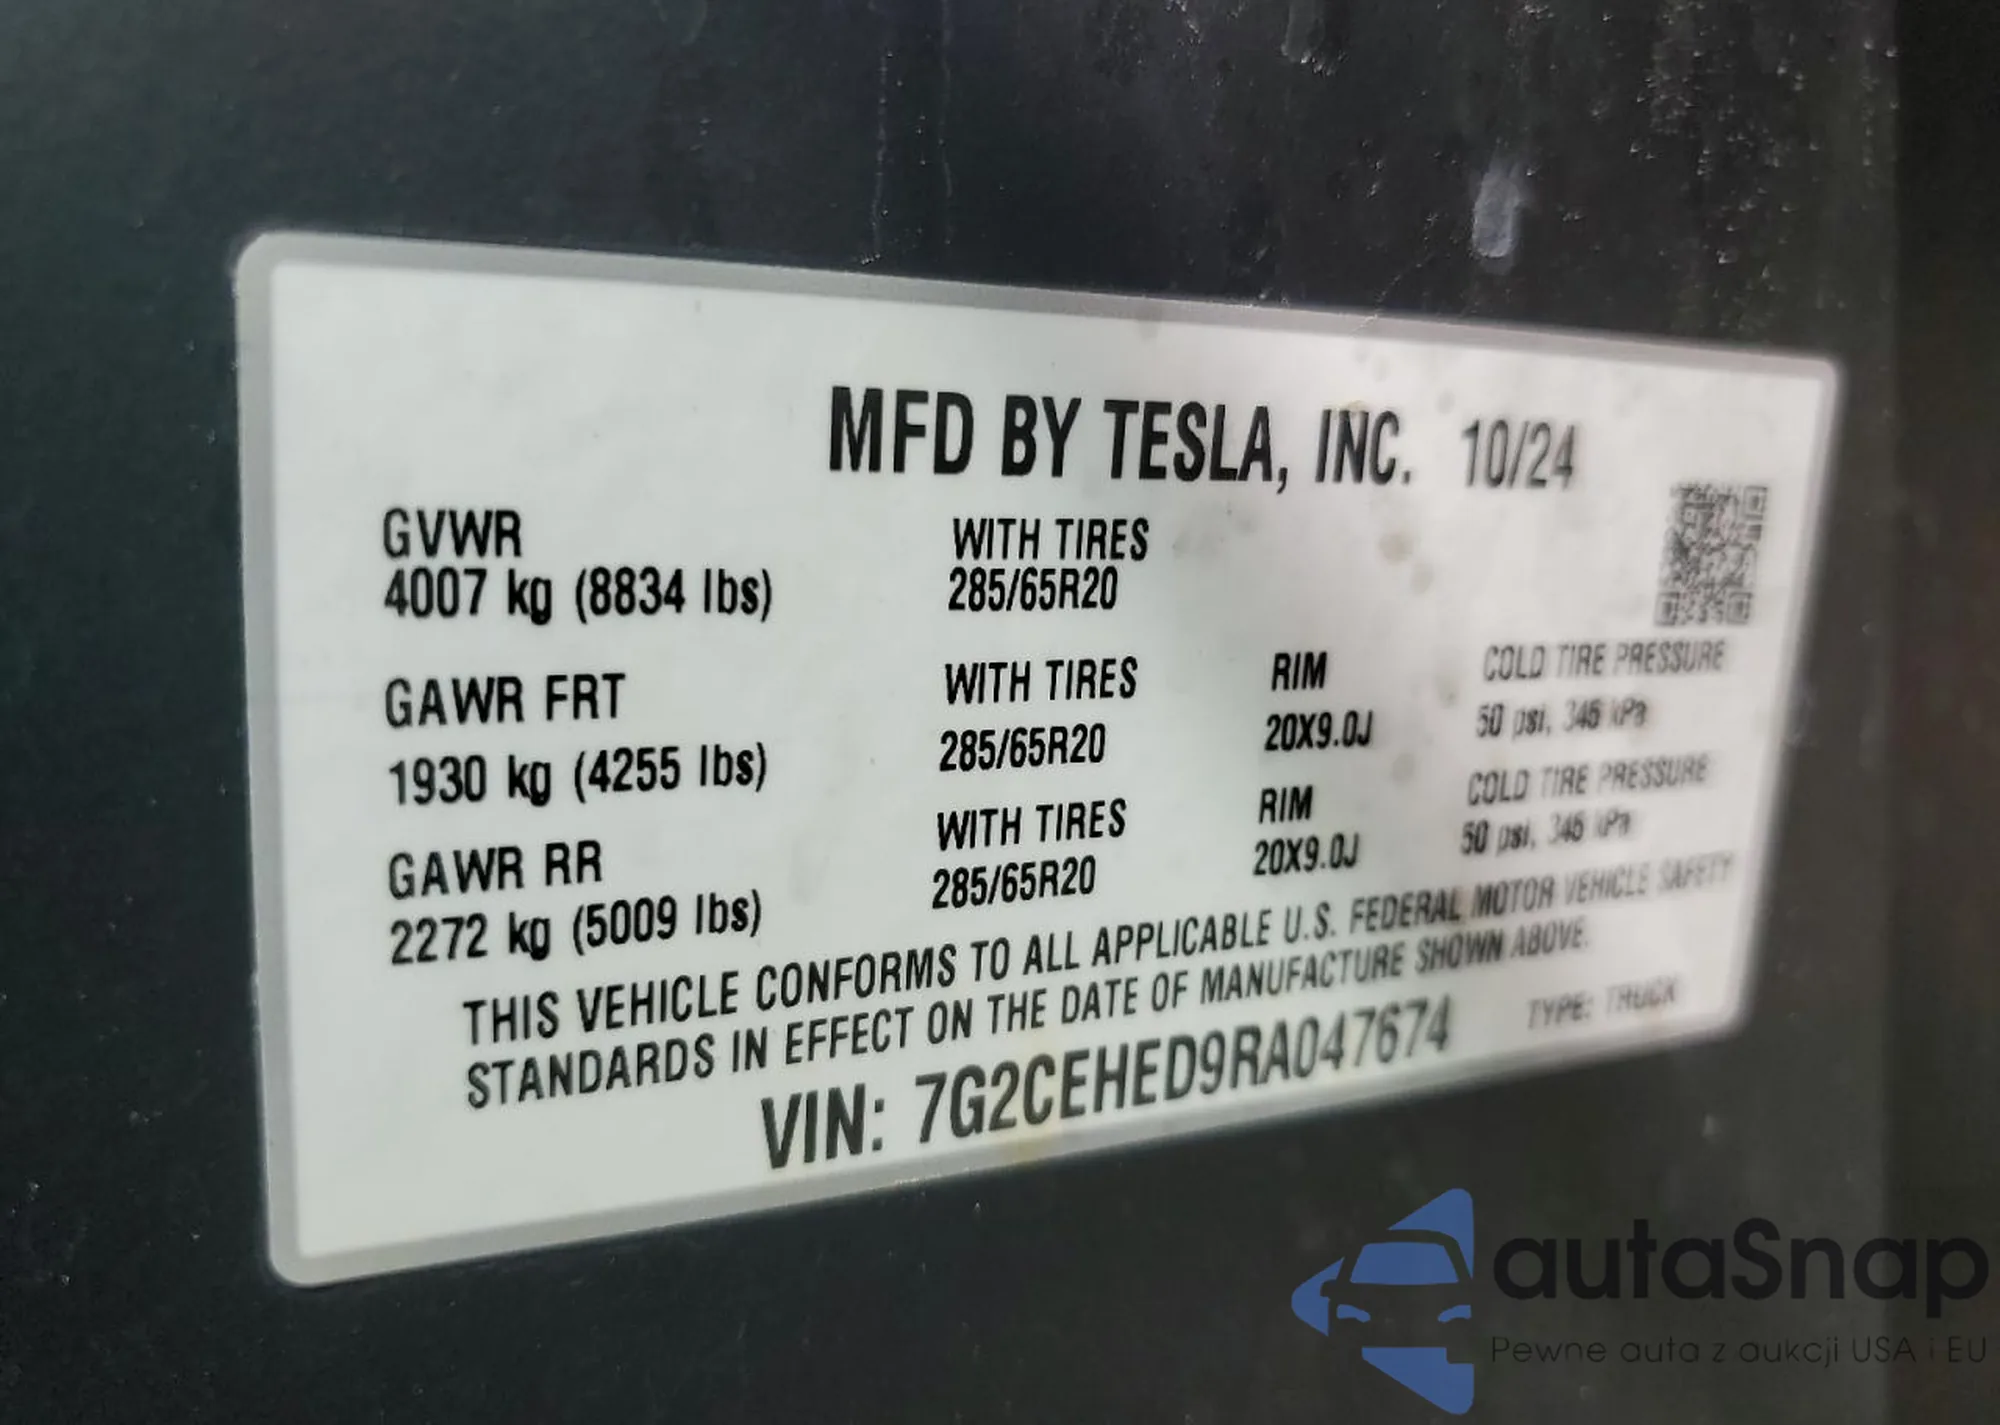 MFD BY TESLA, INC. 10/24
GVWR
4007 kg (8834 lbs)
WITH TIRES
285/65R20
GAWR FRT
1930 kg (4255 lbs)
WITH TIRES
285/65R20
RIM
20X9.0J
COLD TIRE PRESSURE
50 psi, 345 kPa
GAWR RR
2272 kg (5009 lbs)
WITH TIRES
285/65R20
RIM
20X9.0J
COLD TIRE PRESSURE
50 psi, 345 kPa
THIS VEHICLE CONFORMS TO ALL APPLICABLE U.S. FEDERAL MOTOR VEHICLE SAFETY
STANDARDS IN EFFECT ON THE DATE OF MANUFACTURE SHOWN ABOVE.
VIN: 7G2CEHED9RA047674
TYPE: TRUCK
autaSnap
Pewne auta z aukcji USA i EU